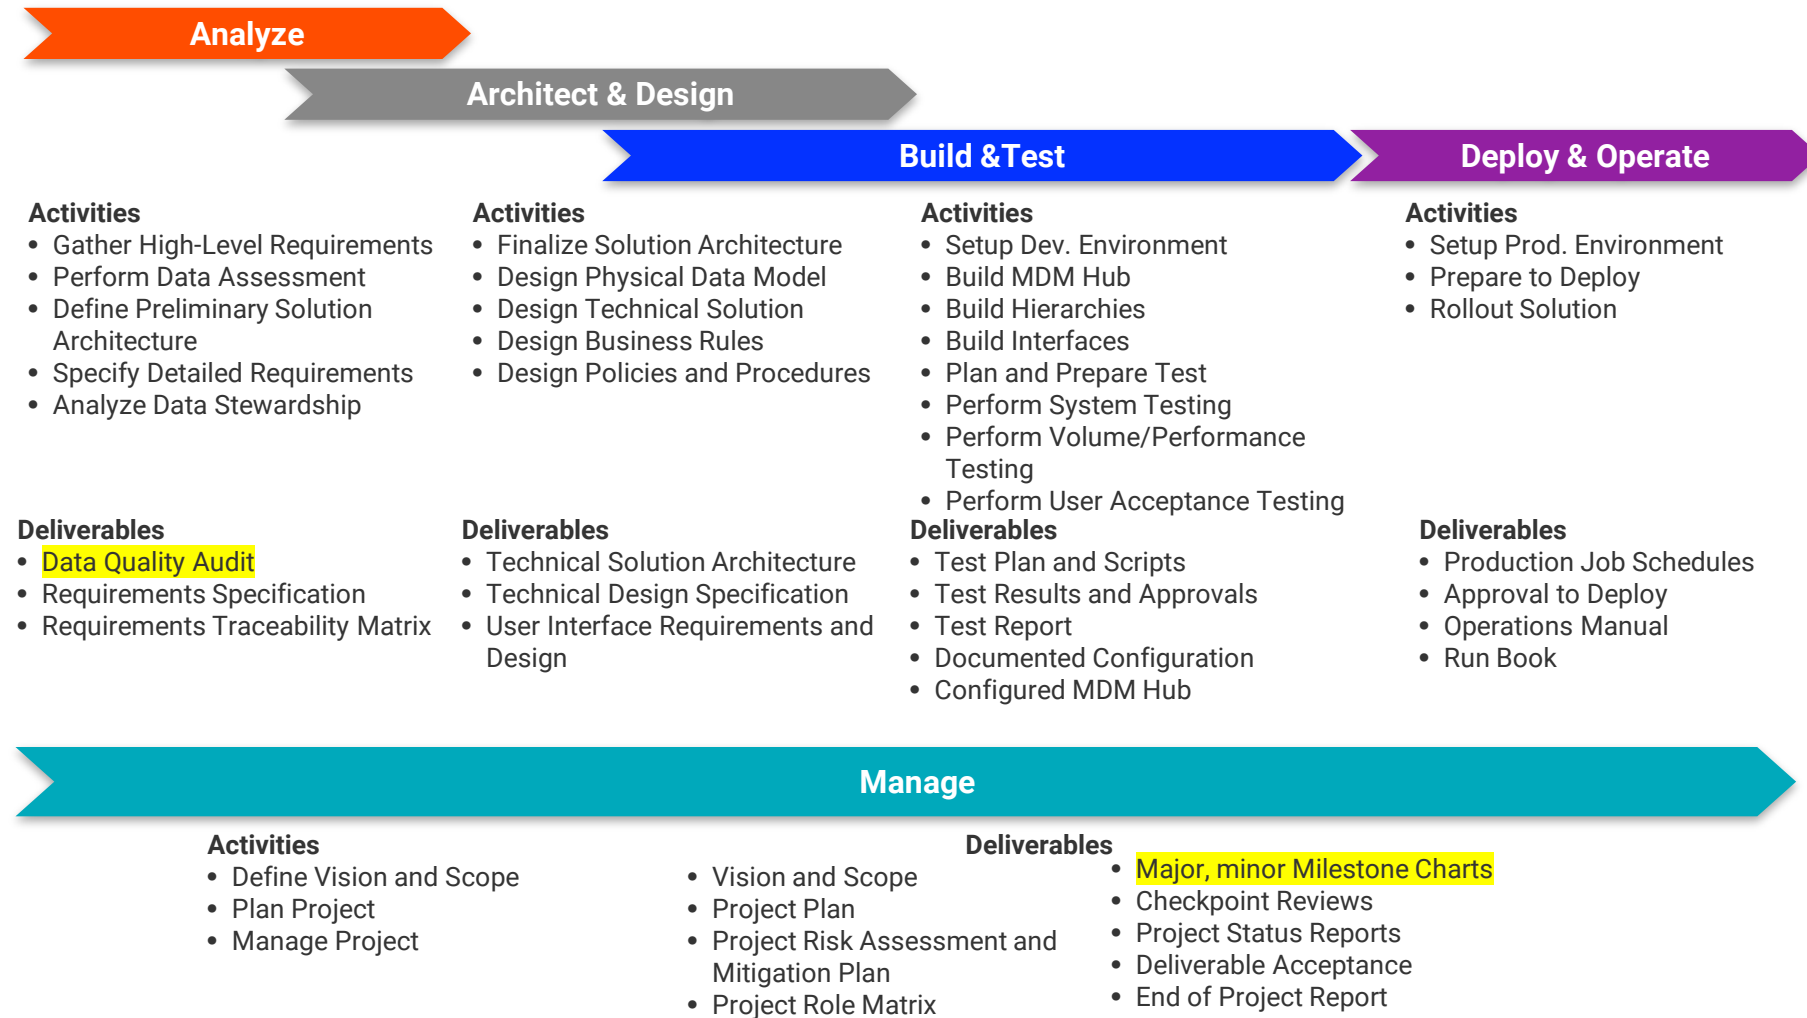 Analyze
Architect & Design
Build &Test
Deploy & Operate
Activities
• Gather High-Level Requirements
• Perform Data Assessment
• Define Preliminary Solution
Architecture
• Specify Detailed Requirements
• Analyze Data Stewardship
Activities
• Finalize Solution Architecture
• Design Physical Data Model
• Design Technical Solution
• Design Business Rules
• Design Policies and Procedures
Activities
• Setup Dev. Environment
• Build MDM Hub
• Build Hierarchies
• Build Interfaces
• Plan and Prepare Test
• Perform System Testing
• Perform Volume/Performance
Testing
• Perform User Acceptance Testing
Activities
• Setup Prod. Environment
• Prepare to Deploy
• Rollout Solution
Deliverables
• Data Quality Audit
• Requirements Specification
• Requirements Traceability Matrix
Deliverables
• Technical Solution Architecture
• Technical Design Specification
• User Interface Requirements and
Design
Deliverables
• Test Plan and Scripts
• Test Results and Approvals
• Test Report
• Documented Configuration
• Configured MDM Hub
Deliverables
• Production Job Schedules
• Approval to Deploy
• Operations Manual
• Run Book
Manage
Activities
• Define Vision and Scope
• Plan Project
• Manage Project
Deliverables
• Vision and Scope
• Project Plan
• Project Risk Assessment and
Mitigation Plan
• Project Role Matrix
• Major, minor Milestone Charts
• Checkpoint Reviews
• Project Status Reports
• Deliverable Acceptance
• End of Project Report